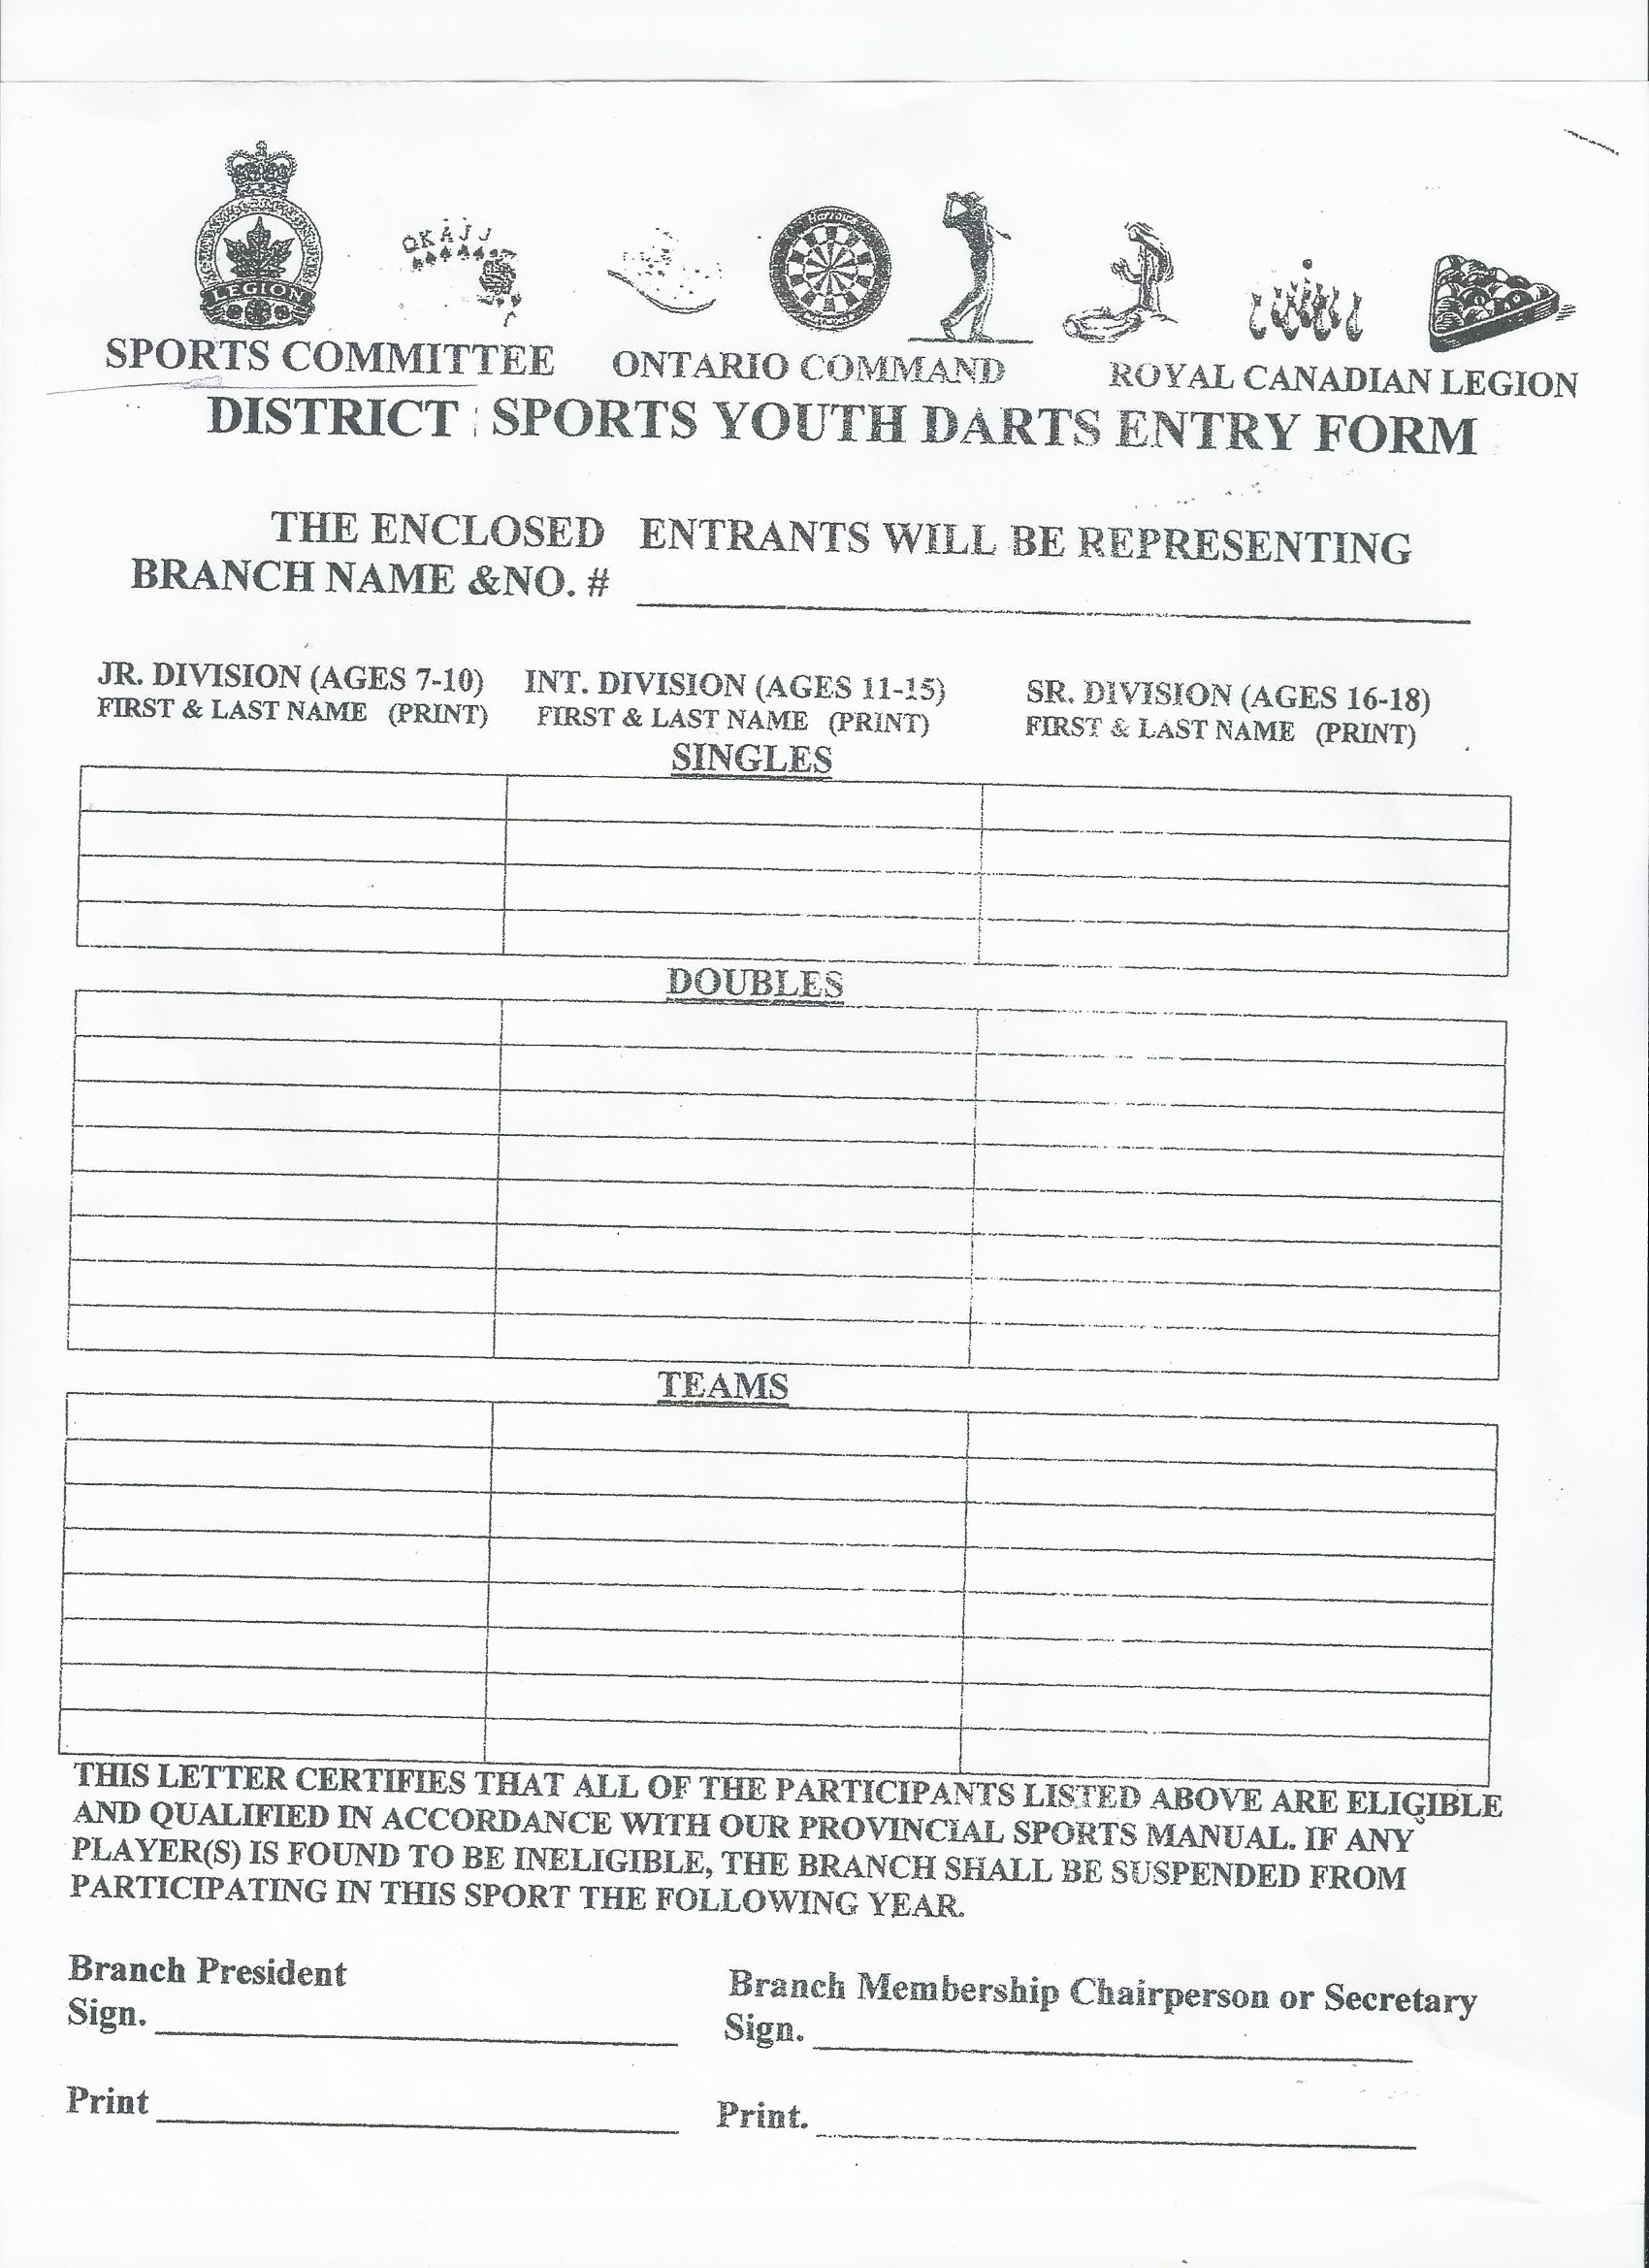 LEGION
QKAJJ
Harrows
SPORTS COMMITTEE ONTARIO COMMAND ROYAL CANADIAN LEGION
DISTRICT SPORTS YOUTH DARTS ENTRY FORM
THE ENCLOSED ENTRANTS WILL BE REPRESENTING
BRANCH NAME &NO. #
JR. DIVISION (AGES 7-10) INT. DIVISION (AGES 11-15) SR. DIVISION (AGES 16-18)
FIRST & LAST NAME (PRINT) FIRST & LAST NAME (PRINT) FIRST & LAST NAME (PRINT)
SINGLES
DOUBLES
TEAMS
THIS LETTER CERTIFIES THAT ALL OF THE PARTICIPANTS LISTED ABOVE ARE ELIGIBLE
AND QUALIFIED IN ACCORDANCE WITH OUR PROVINCIAL SPORTS MANUAL. IF ANY
PLAYER(S) IS FOUND TO BE INELIGIBLE, THE BRANCH SHALL BE SUSPENDED FROM
PARTICIPATING IN THIS SPORT THE FOLLOWING YEAR.
Branch President Branch Membership Chairperson or Secretary
Sign. Sign.
Print Print.